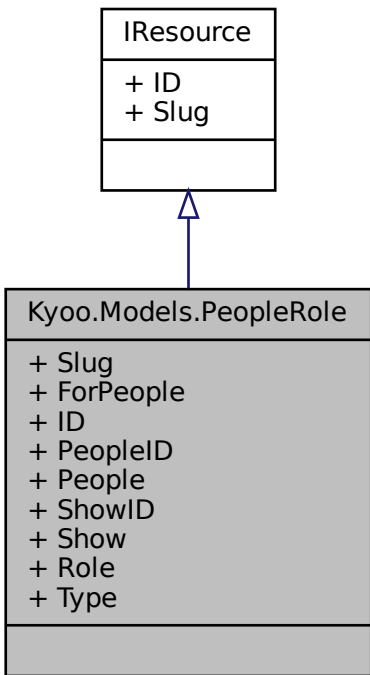 IResource
+ ID
+ Slug
Kyoo.Models.PeopleRole
+ Slug
+ ForPeople
+ ID
+ PeopleID
+ People
+ ShowID
+ Show
+ Role
+ Type